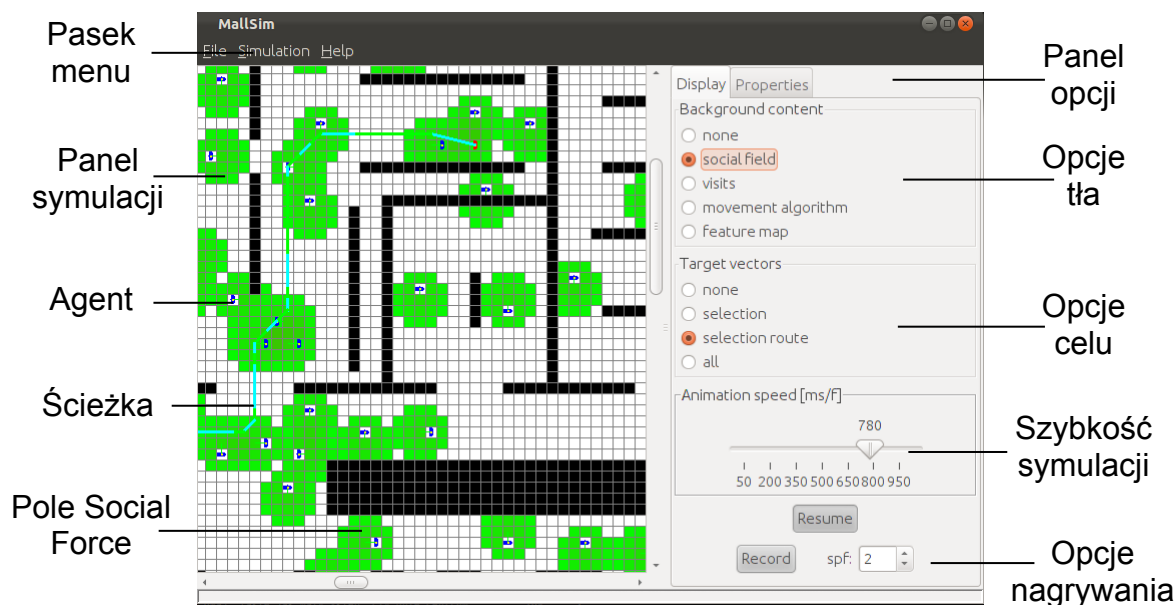 MallSim
File Simulation Help
Pasek
menu
Panel
symulacji
Agent
Ścieżka
Pole Social
Force
Display Properties
Background content
none
social field
visits
movement algorithm
feature map
Target vectors
none
selection
selection route
all
Animation speed [ms/f]
780
50 200 350 500 650 800 950
Resume
Record spf: 2
Panel
opcji
Opcje
tła
Opcje
celu
Szybkość
symulacji
Opcje
nagrywania